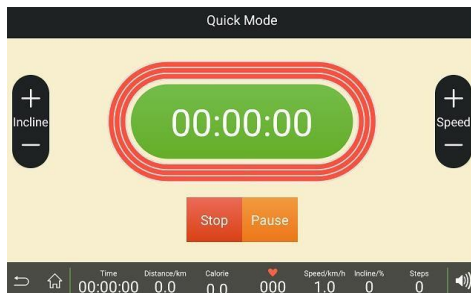 Quick Mode
+
Incline
−
00:00:00
+
Speed
−
Stop Pause
Time Distance/km Calorie Speed/km/h Incline/% Steps
00:00:00 0.0 0.0 000 1.0 0 0